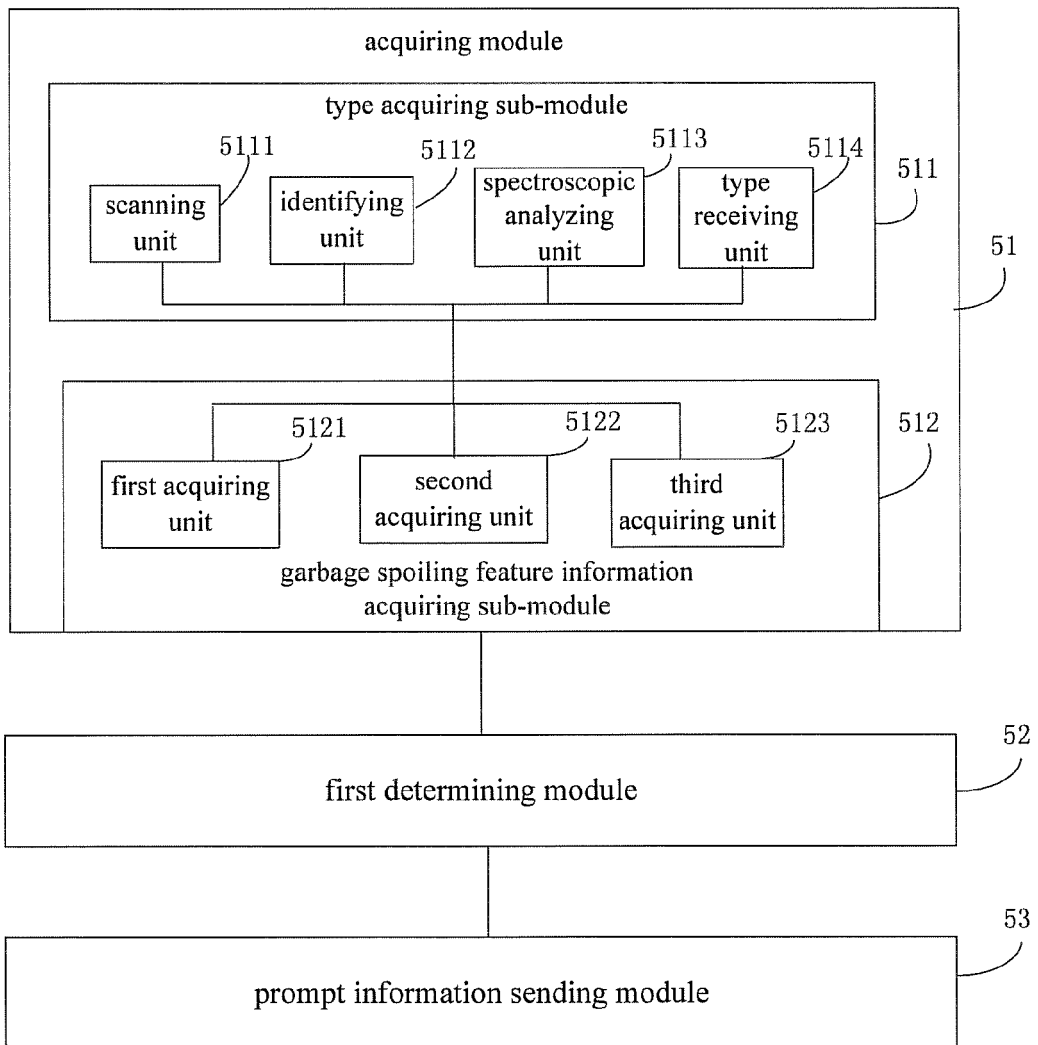 acquiring module
type acquiring sub-module
5111
5112
5113
5114
511
scanning
unit
identifying
unit
spectroscopic
analyzing
unit
type
receiving
unit
51
5121
5122
5123
512
first acquiring
unit
second
acquiring unit
third
acquiring unit
garbage spoiling feature information
acquiring sub-module
52
first determining module
53
prompt information sending module